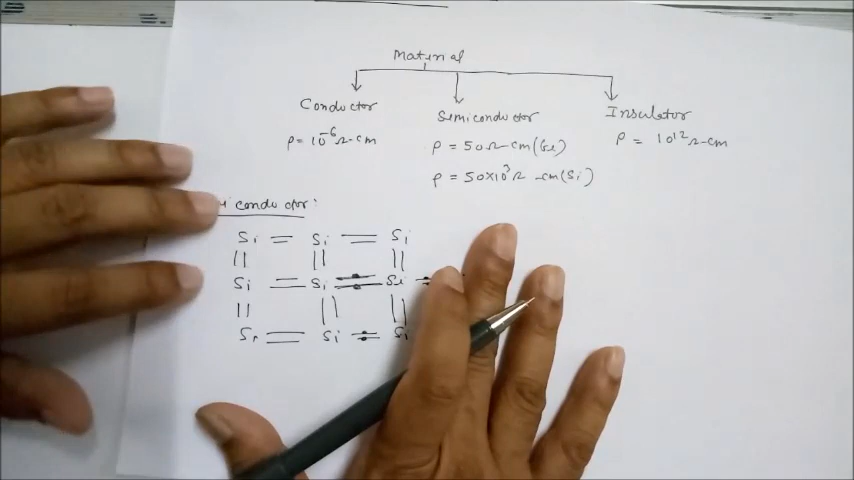 Material
Conductor Semiconductor Insulator
ρ = 10⁻⁶ Ω-cm ρ = 50 Ω-cm (Ge) ρ = 10¹² Ω-cm
ρ = 50×10³ Ω -cm (Si)
iconductor:
Si = Si = Si
|| || ||
Si = Si = Si =
|| || ||
Si = Si = Si